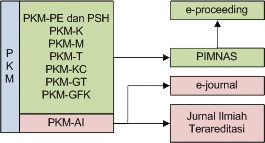 P
K
M
PKM-PE dan PSH
PKM-K
PKM-M
PKM-T
PKM-KC
PKM-GT
PKM-GFK
PKM-AI
e-proceeding
PIMNAS
e-journal
Jurnal Ilmiah
Terareditasi